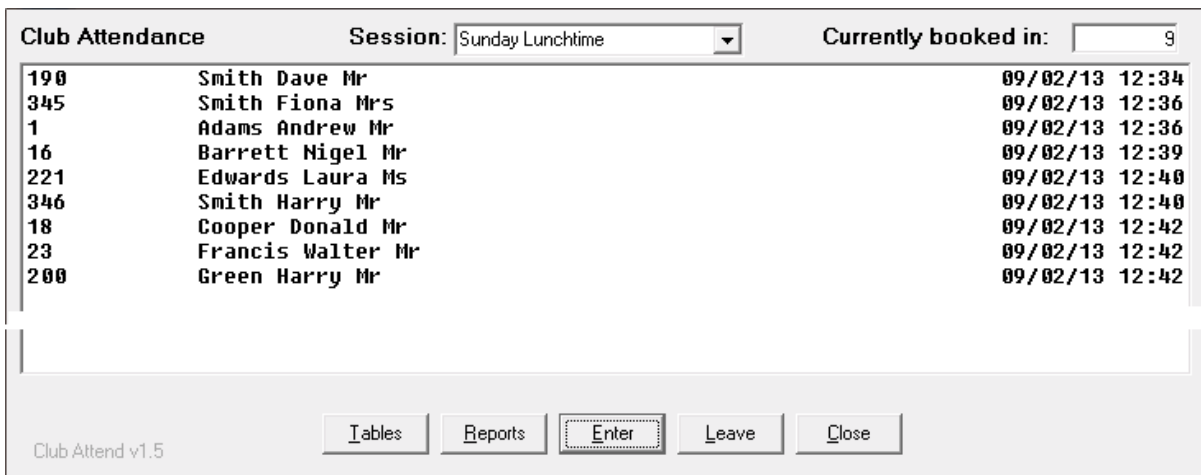 Club Attendance Session: Sunday Lunchtime Currently booked in: 9
190 Smith Dave Mr 09/02/13 12:34
345 Smith Fiona Mrs 09/02/13 12:36
1 Adams Andrew Mr 09/02/13 12:36
16 Barrett Nigel Mr 09/02/13 12:39
221 Edwards Laura Ms 09/02/13 12:40
346 Smith Harry Mr 09/02/13 12:40
18 Cooper Donald Mr 09/02/13 12:42
23 Francis Walter Mr 09/02/13 12:42
200 Green Harry Mr 09/02/13 12:42
Tables Reports Enter Leave Close
Club Attend v1.5